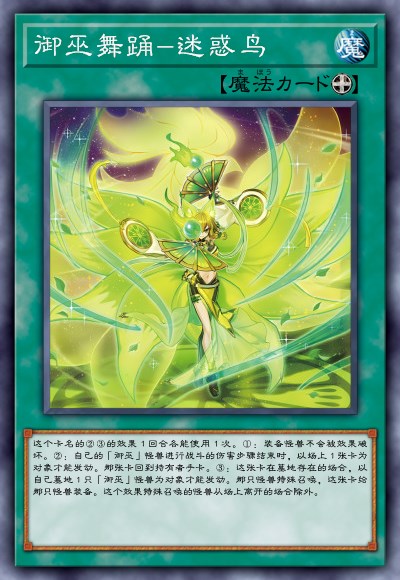 御巫舞踊-迷惑鸟
魔
【魔法カード】
这个卡名的②③的效果1回合各能使用1次。①：装备怪兽不会被效果破
坏。②：自己的「御巫」怪兽进行战斗的伤害步骤结束时，以场上1张卡为
对象才能发动。那张卡回到持有者手卡。③：这张卡在墓地存在的场合，以
自己墓地1只「御巫」怪兽为对象才能发动。那只怪兽特殊召唤，这张卡给
那只怪兽装备。这个效果特殊召唤的怪兽从场上离开的场合除外。